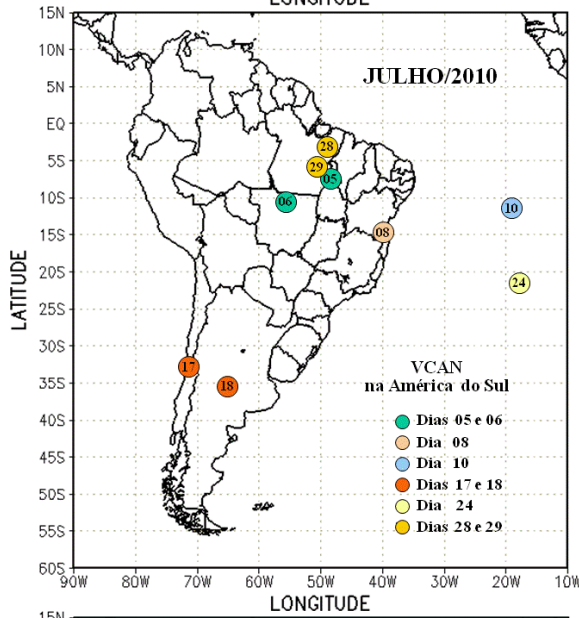 LONGITUDE
15N
10N
5N
EQ
5S
10S
15S
20S
25S
30S
35S
40S
45S
50S
55S
60S
LATITUDE
JULHO/2010
28
29
05
06
10
08
24
17
18
VCAN
na América do Sul
Dias 05 e 06
Dia 08
Dia 10
Dias 17 e 18
Dia 24
Dias 28 e 29
90W 80W 70W 60W 50W 40W 30W 20W 10W
LONGITUDE
15N